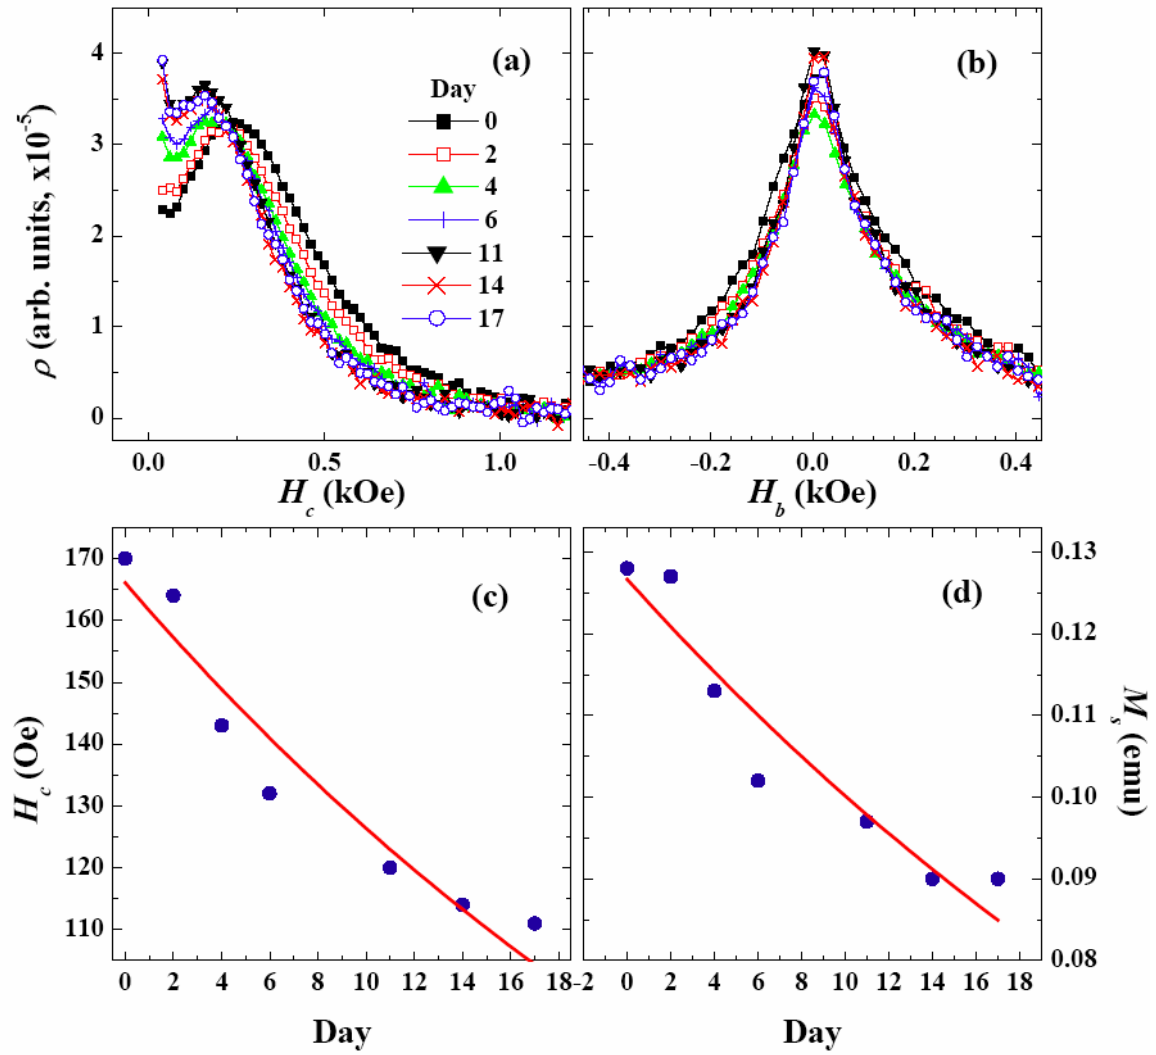 (a)
(b)
Day
0
2
4
6
11
14
17
4
3
2
1
0
ρ (arb. units, x10⁻⁵)
0.0 0.5 1.0
H_c (kOe)
-0.4 -0.2 0.0 0.2 0.4
H_b (kOe)
(c)
170
160
150
140
130
120
110
H_c (Oe)
0 2 4 6 8 10 12 14 16 18
Day
(d)
0.13
0.12
0.11
0.10
0.09
0.08
M_s (emu)
-2 0 2 4 6 8 10 12 14 16 18
Day